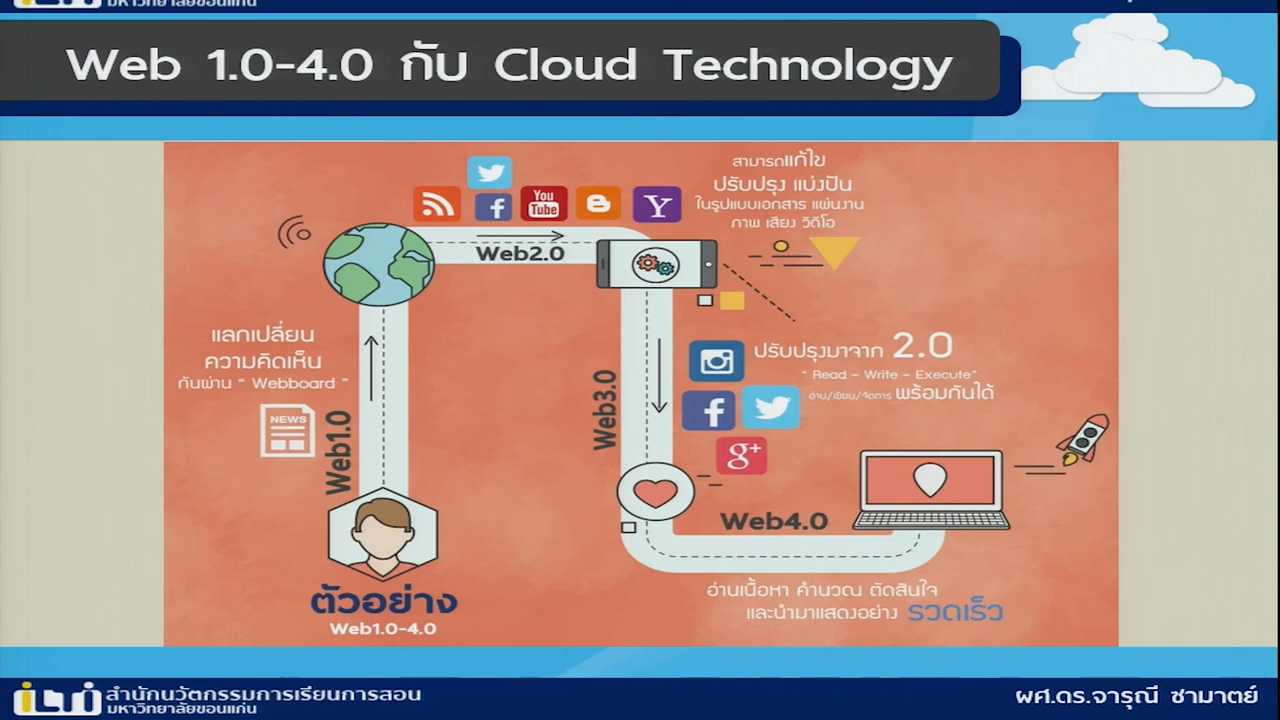 มหาวิทยาลัยขอนแก่น
Web 1.0-4.0 กับ Cloud Technology
You
Tube
Y
Web2.0
สามารถแก้ไข
ปรับปรุง แบ่งปัน
ในรูปแบบเอกสาร แผ่นงาน
ภาพ เสียง วิดีโอ
แลกเปลี่ยน
ความคิดเห็น
กันผ่าน “ Webboard ”
NEWS
Web1.0
ตัวอย่าง
Web1.0-4.0
Web3.0
ปรับปรุงมาจาก 2.0
“ Read - Write - Execute”
อ่าน/เขียน/จัดการ พร้อมกันได้
g+
Web4.0
อ่านเนื้อหา คำนวณ ตัดสินใจ
และนำมาแสดงอย่าง รวดเร็ว
สำนักนวัตกรรมการเรียนการสอน
มหาวิทยาลัยขอนแก่น
ผศ.ดร.จารุณี ซามาตย์